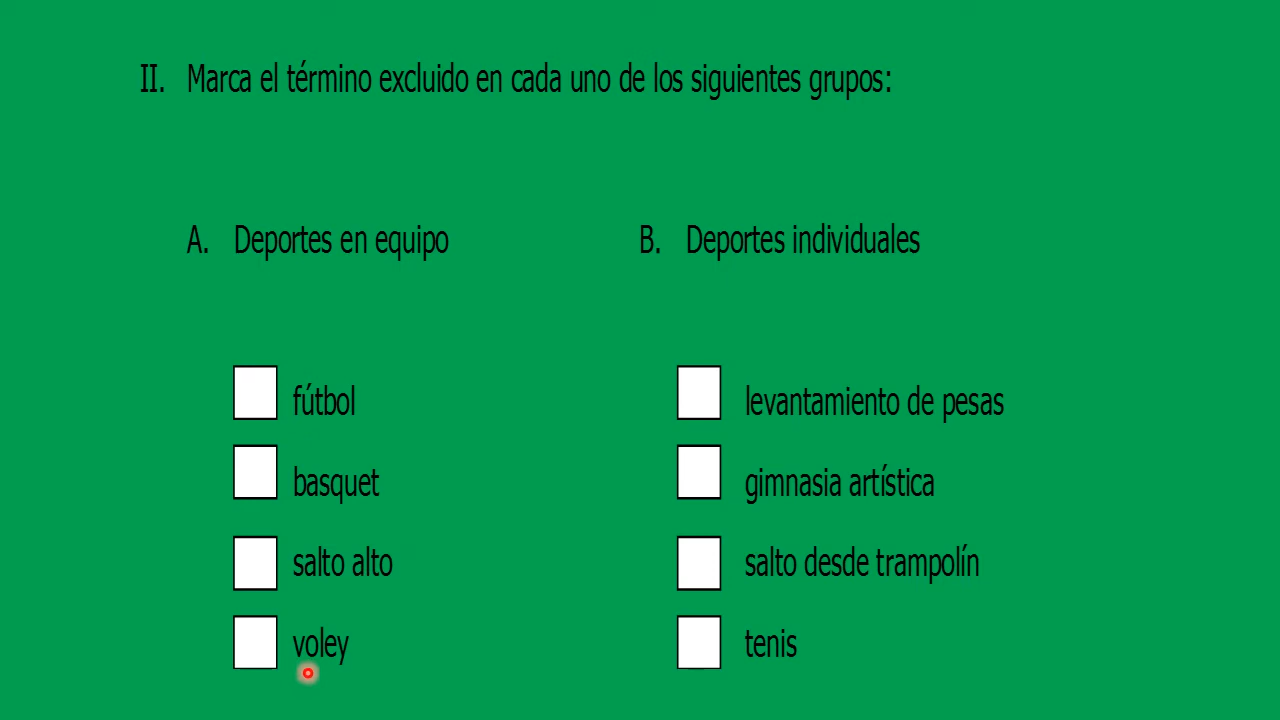 II. Marca el término excluido en cada uno de los siguientes grupos:
A. Deportes en equipo
fútbol
basquet
salto alto
voley
B. Deportes individuales
levantamiento de pesas
gimnasia artística
salto desde trampolín
tenis